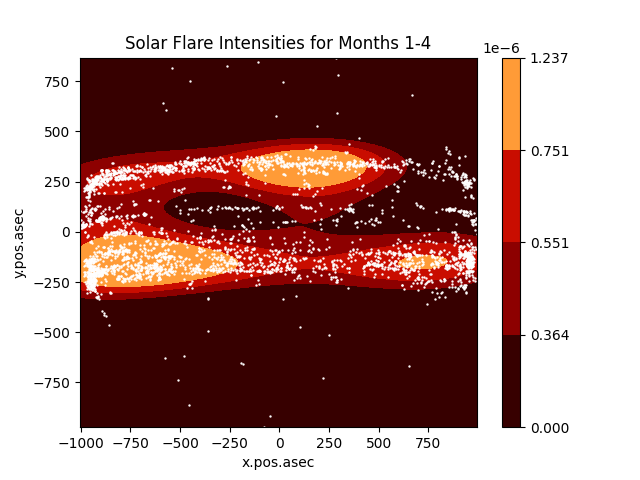 Solar Flare Intensities for Months 1-4
1e−6
1.237
0.751
0.551
0.364
0.000
y.pos.asec
750
500
250
0
−250
−500
−750
−1000 −750 −500 −250 0 250 500 750
x.pos.asec